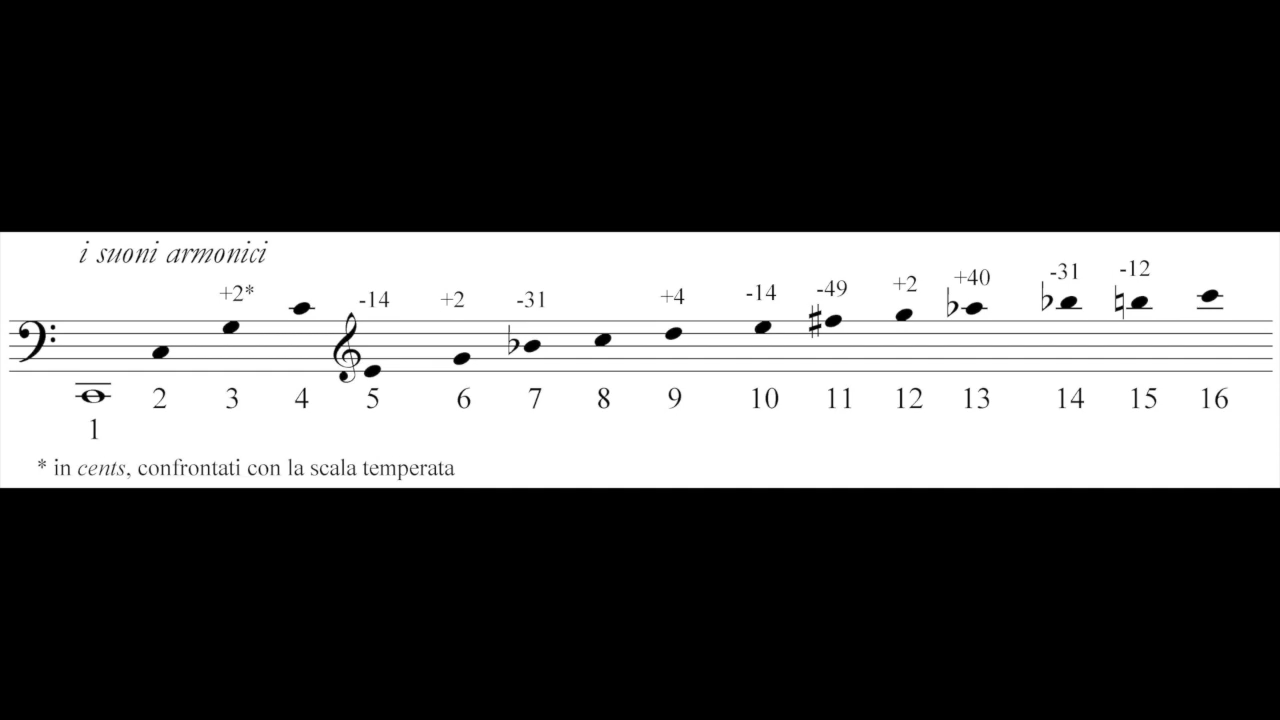 i suoni armonici
+2* -14 +2 -31 +4 -14 -49 +2 +40 -31 -12
1 2 3 4 5 6 7 8 9 10 11 12 13 14 15 16
* in cents, confrontati con la scala temperata